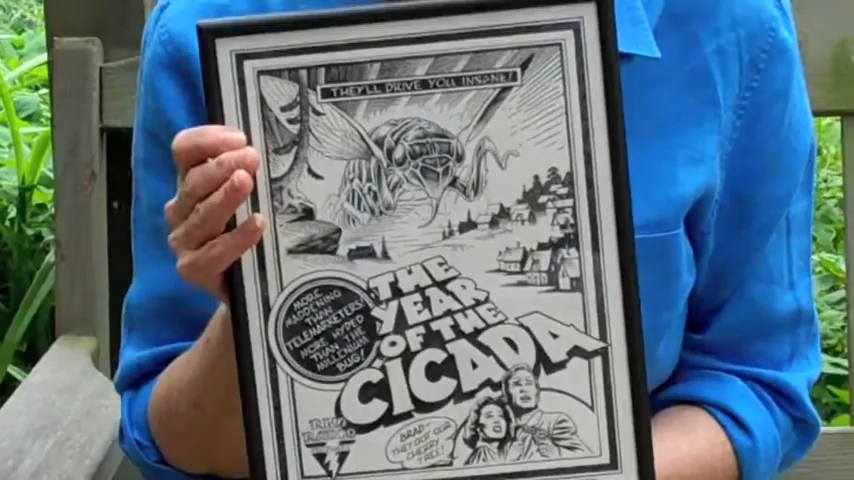 THEY'LL DRIVE YOU INSANE!
MORE
MADDENING
THAN
TELEMARKETERS!
MORE HYPED
THAN THE
MILLENIUM
BUG!
THE
YEAR
OF THE
CICADA
BRAD-
THEY GOT OUR
CHERRY
TREE!